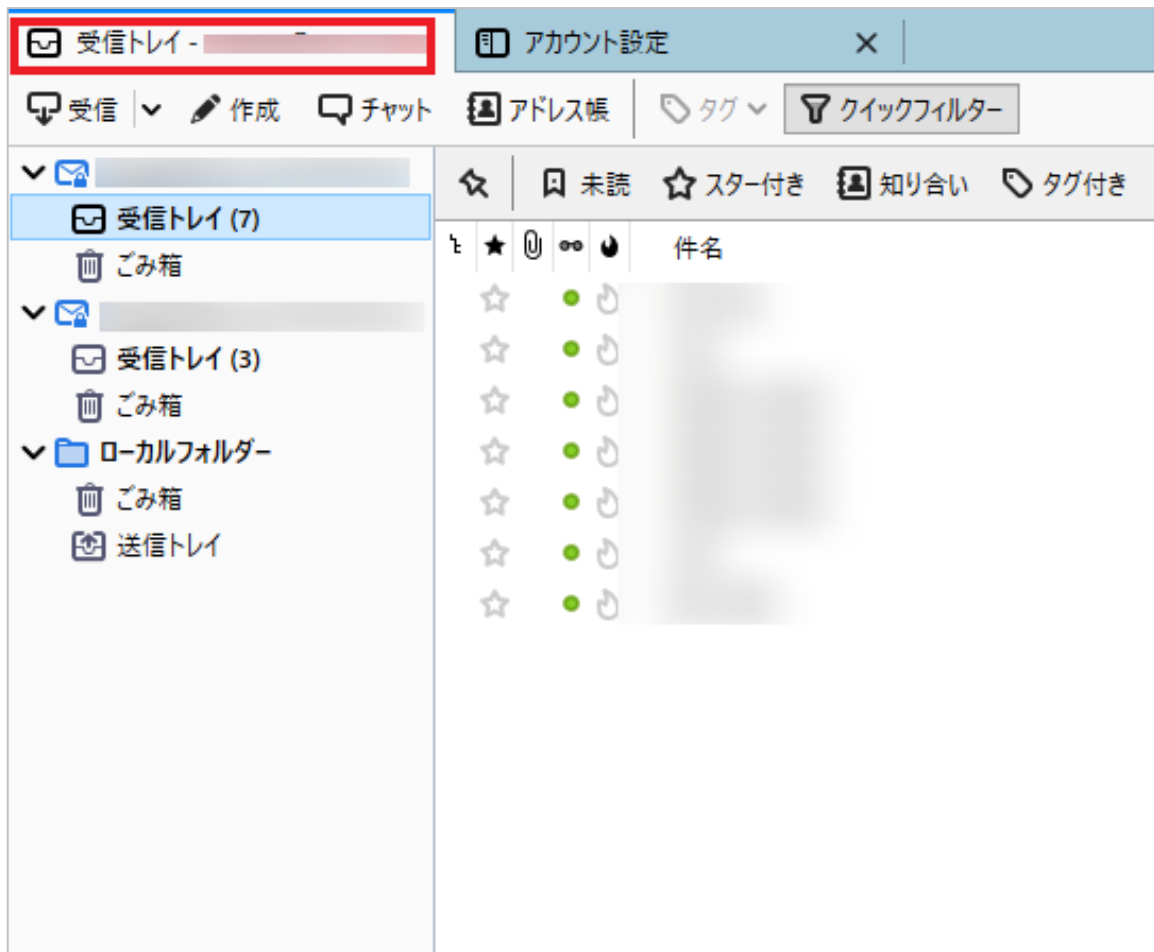 受信トレイ -
アカウント設定
受信 作成 チャット アドレス帳 タグ クイックフィルター
未読 スター付き 知り合い タグ付き
受信トレイ (7)
件名
ごみ箱
受信トレイ (3)
ごみ箱
ローカルフォルダー
ごみ箱
送信トレイ